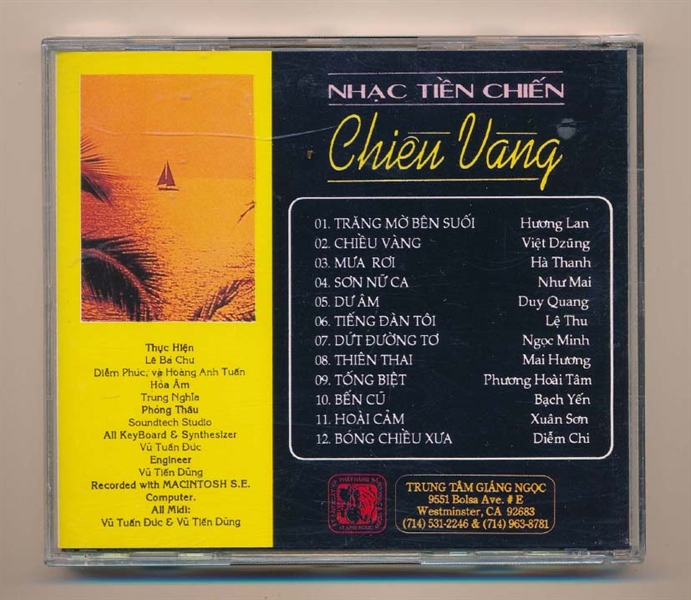 NHẠC TIỀN CHIẾN
Chiều Vàng
01. TRĂNG MỜ BÊN SUỐI Hương Lan
02. CHIỀU VÀNG Việt Dzũng
03. MƯA RƠI Hà Thanh
04. SƠN NỮ CA Như Mai
05. DƯ ÂM Duy Quang
06. TIẾNG ĐÀN TÔI Lệ Thu
07. DỨT ĐƯỜNG TƠ Ngọc Minh
08. THIÊN THAI Mai Hương
09. TỐNG BIỆT Phương Hoài Tâm
10. BẾN CŨ Bạch Yến
11. HOÀI CẢM Xuân Sơn
12. BÓNG CHIỀU XƯA Diễm Chi
Thực Hiện
Lê Bá Chư
Diễm Phúc, và Hoàng Anh Tuấn
Hòa Âm
Trung Nghĩa
Phòng Thâu
Soundtech Studio
All KeyBoard & Synthesizer
Vũ Tuấn Đức
Engineer
Vũ Tiến Dũng
Recorded with MACINTOSH S.E.
Computer.
All Midi:
Vũ Tuấn Đức & Vũ Tiến Dũng
TRUNG TÂM GIÁNG NGỌC
9551 Bolsa Ave. # E
Westminster, CA 92683
(714) 531-2246 & (714) 963-8781